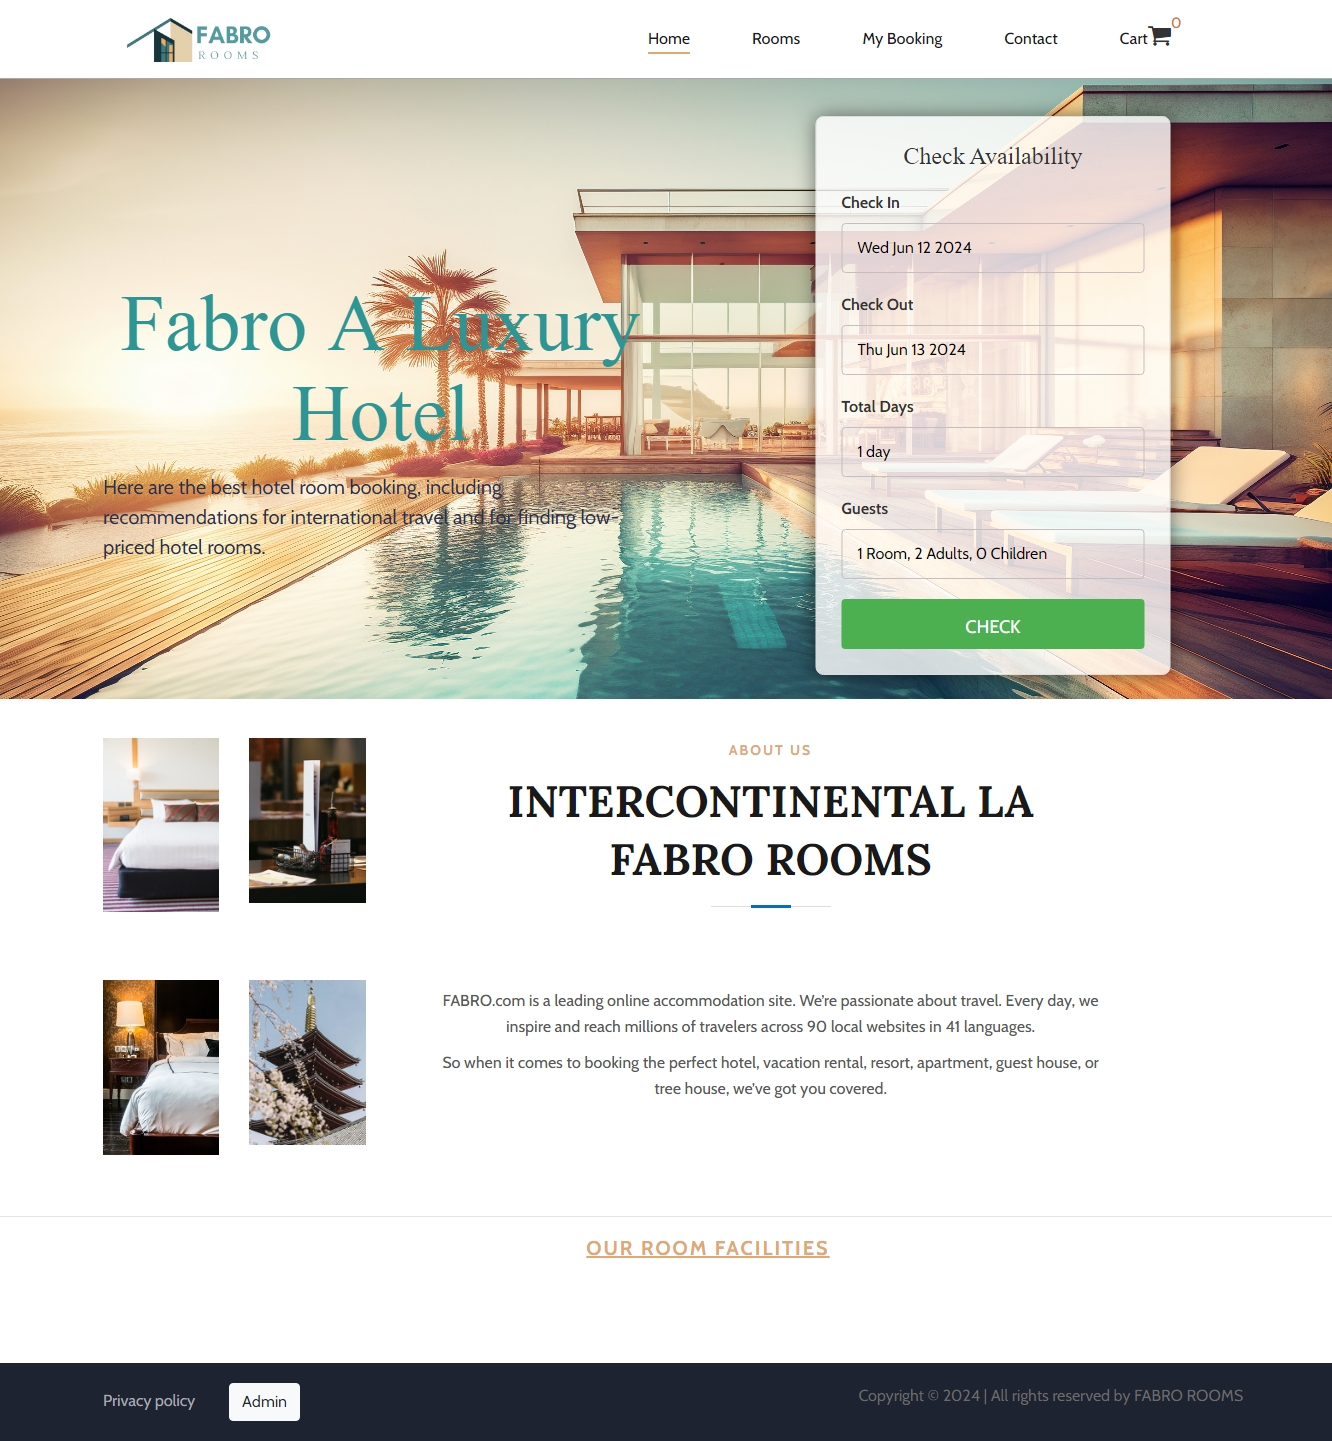 FABRO
ROOMS
Home
Rooms
My Booking
Contact
Cart
0
Fabro A Luxury
Hotel
Here are the best hotel room booking, including
recommendations for international travel and for finding low-
priced hotel rooms.
Check Availability
Check In
Wed Jun 12 2024
Check Out
Thu Jun 13 2024
Total Days
1 day
Guests
1 Room, 2 Adults, 0 Children
CHECK
ABOUT US
INTERCONTINENTAL LA
FABRO ROOMS
FABRO.com is a leading online accommodation site. We're passionate about travel. Every day, we
inspire and reach millions of travelers across 90 local websites in 41 languages.
So when it comes to booking the perfect hotel, vacation rental, resort, apartment, guest house, or
tree house, we've got you covered.
OUR ROOM FACILITIES
Privacy policy
Admin
Copyright © 2024 | All rights reserved by FABRO ROOMS